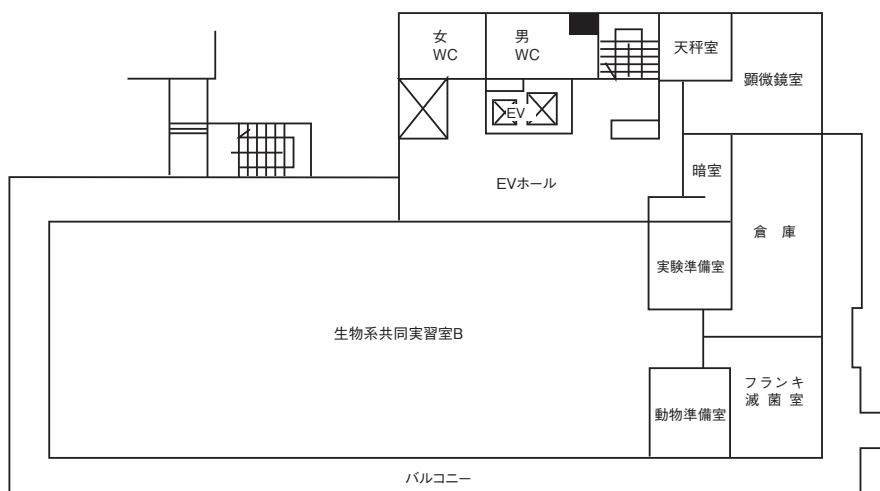 女
WC
男
WC
天秤室
顕微鏡室
EV
暗室
EVホール
倉 庫
実験準備室
生物系共同実習室B
フランキ
滅 菌 室
動物準備室
バルコニー